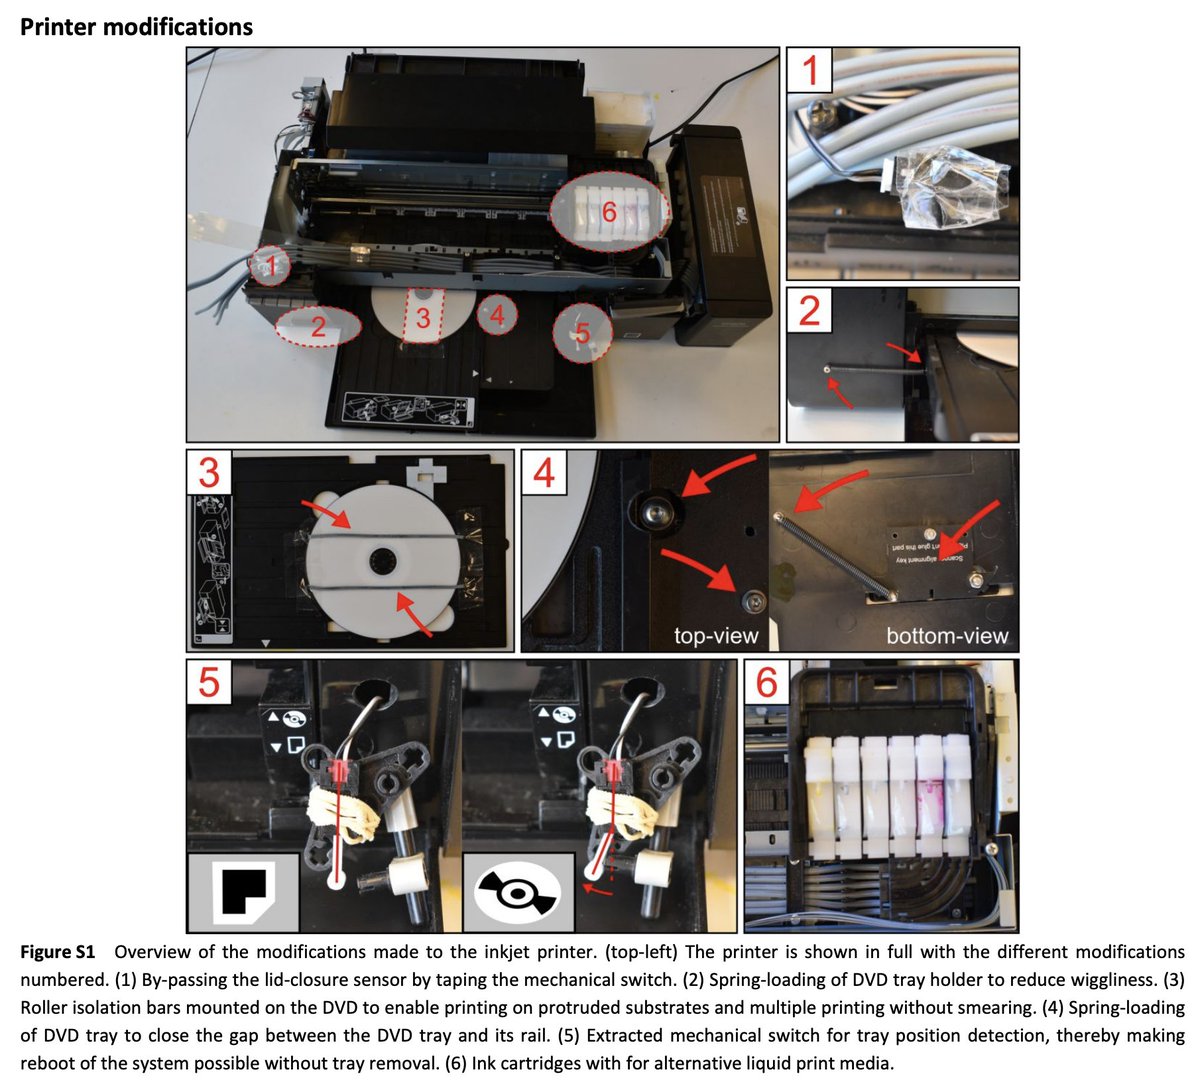 Printer modifications
6
1
2
3
4
5
1
2
3
4
top-view
bottom-view
Scann alignment key
n't glue this part
5
6
Figure S1 Overview of the modifications made to the inkjet printer. (top-left) The printer is shown in full with the different modifications
numbered. (1) By-passing the lid-closure sensor by taping the mechanical switch. (2) Spring-loading of DVD tray holder to reduce wiggliness. (3)
Roller isolation bars mounted on the DVD to enable printing on protruded substrates and multiple printing without smearing. (4) Spring-loading
of DVD tray to close the gap between the DVD tray and its rail. (5) Extracted mechanical switch for tray position detection, thereby making
reboot of the system possible without tray removal. (6) Ink cartridges with for alternative liquid print media.